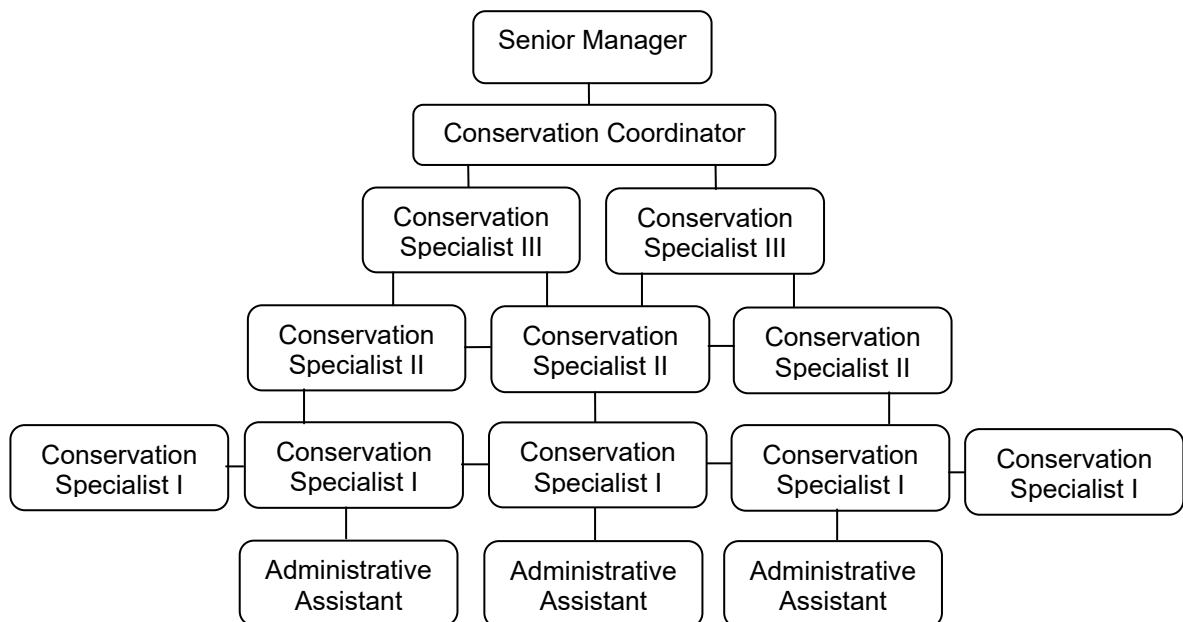 Senior Manager
Conservation Coordinator
Conservation
Specialist III
Conservation
Specialist III
Conservation
Specialist II
Conservation
Specialist II
Conservation
Specialist II
Conservation
Specialist I
Conservation
Specialist I
Conservation
Specialist I
Conservation
Specialist I
Conservation
Specialist I
Administrative
Assistant
Administrative
Assistant
Administrative
Assistant